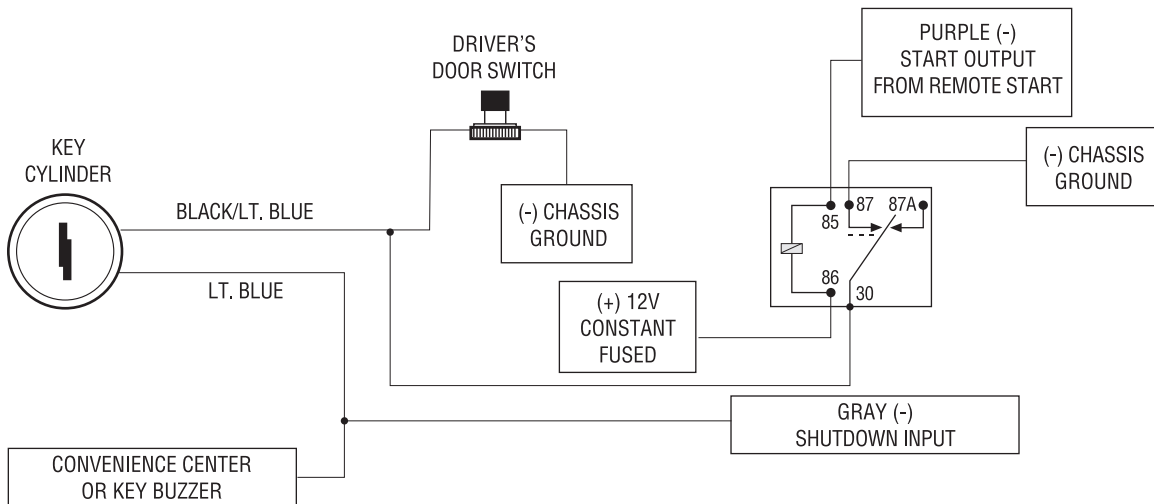 PURPLE (-)
START OUTPUT
FROM REMOTE START
DRIVER'S
DOOR SWITCH
KEY
CYLINDER
(-) CHASSIS
GROUND
BLACK/LT. BLUE
(-) CHASSIS
GROUND
87 87A
85
LT. BLUE
86
30
(+) 12V
CONSTANT
FUSED
GRAY (-)
SHUTDOWN INPUT
CONVENIENCE CENTER
OR KEY BUZZER